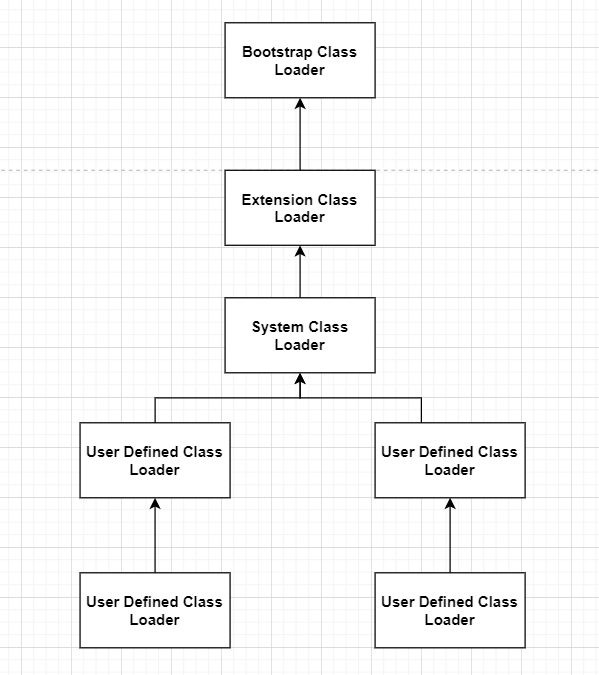 Bootstrap Class
Loader
Extension Class
Loader
System Class
Loader
User Defined Class
Loader
User Defined Class
Loader
User Defined Class
Loader
User Defined Class
Loader